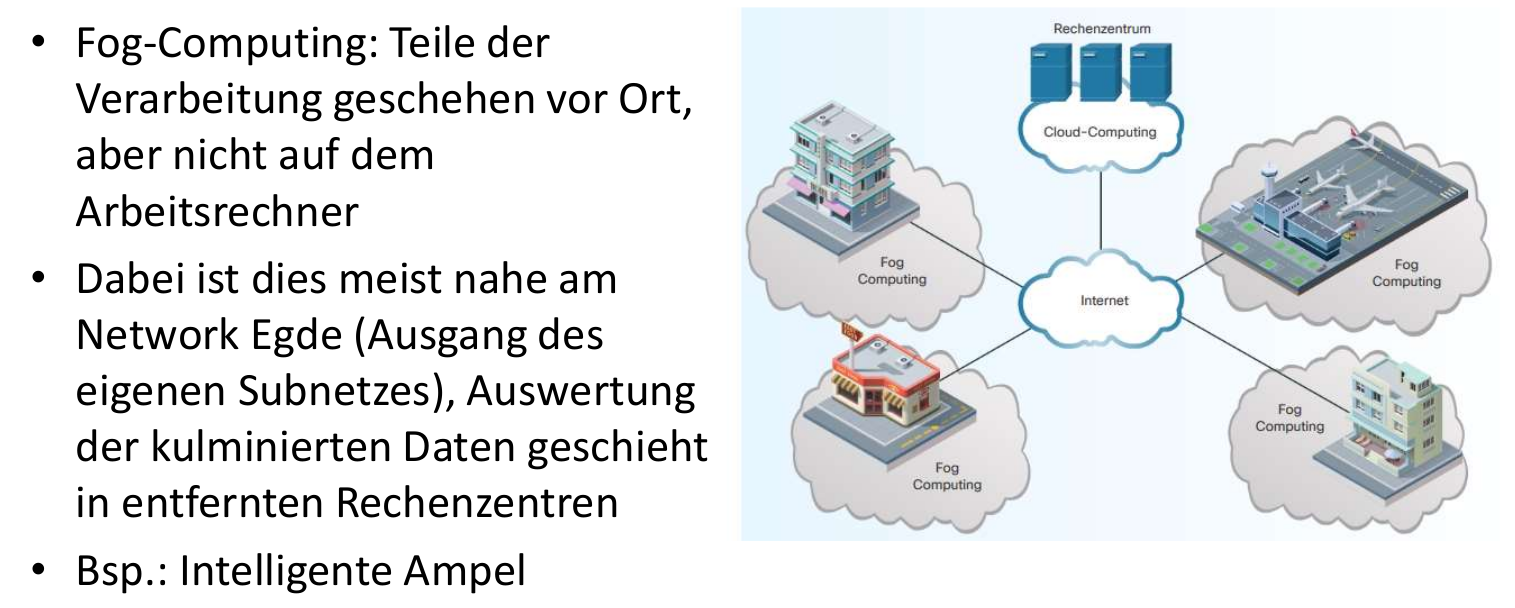 • Fog-Computing: Teile der
Verarbeitung geschehen vor Ort,
aber nicht auf dem
Arbeitsrechner
• Dabei ist dies meist nahe am
Network Egde (Ausgang des
eigenen Subnetzes), Auswertung
der kulminierten Daten geschieht
in entfernten Rechenzentren
• Bsp.: Intelligente Ampel
Rechenzentrum
Cloud-Computing
Fog
Computing
Fog
Computing
Internet
Fog
Computing
Fog
Computing